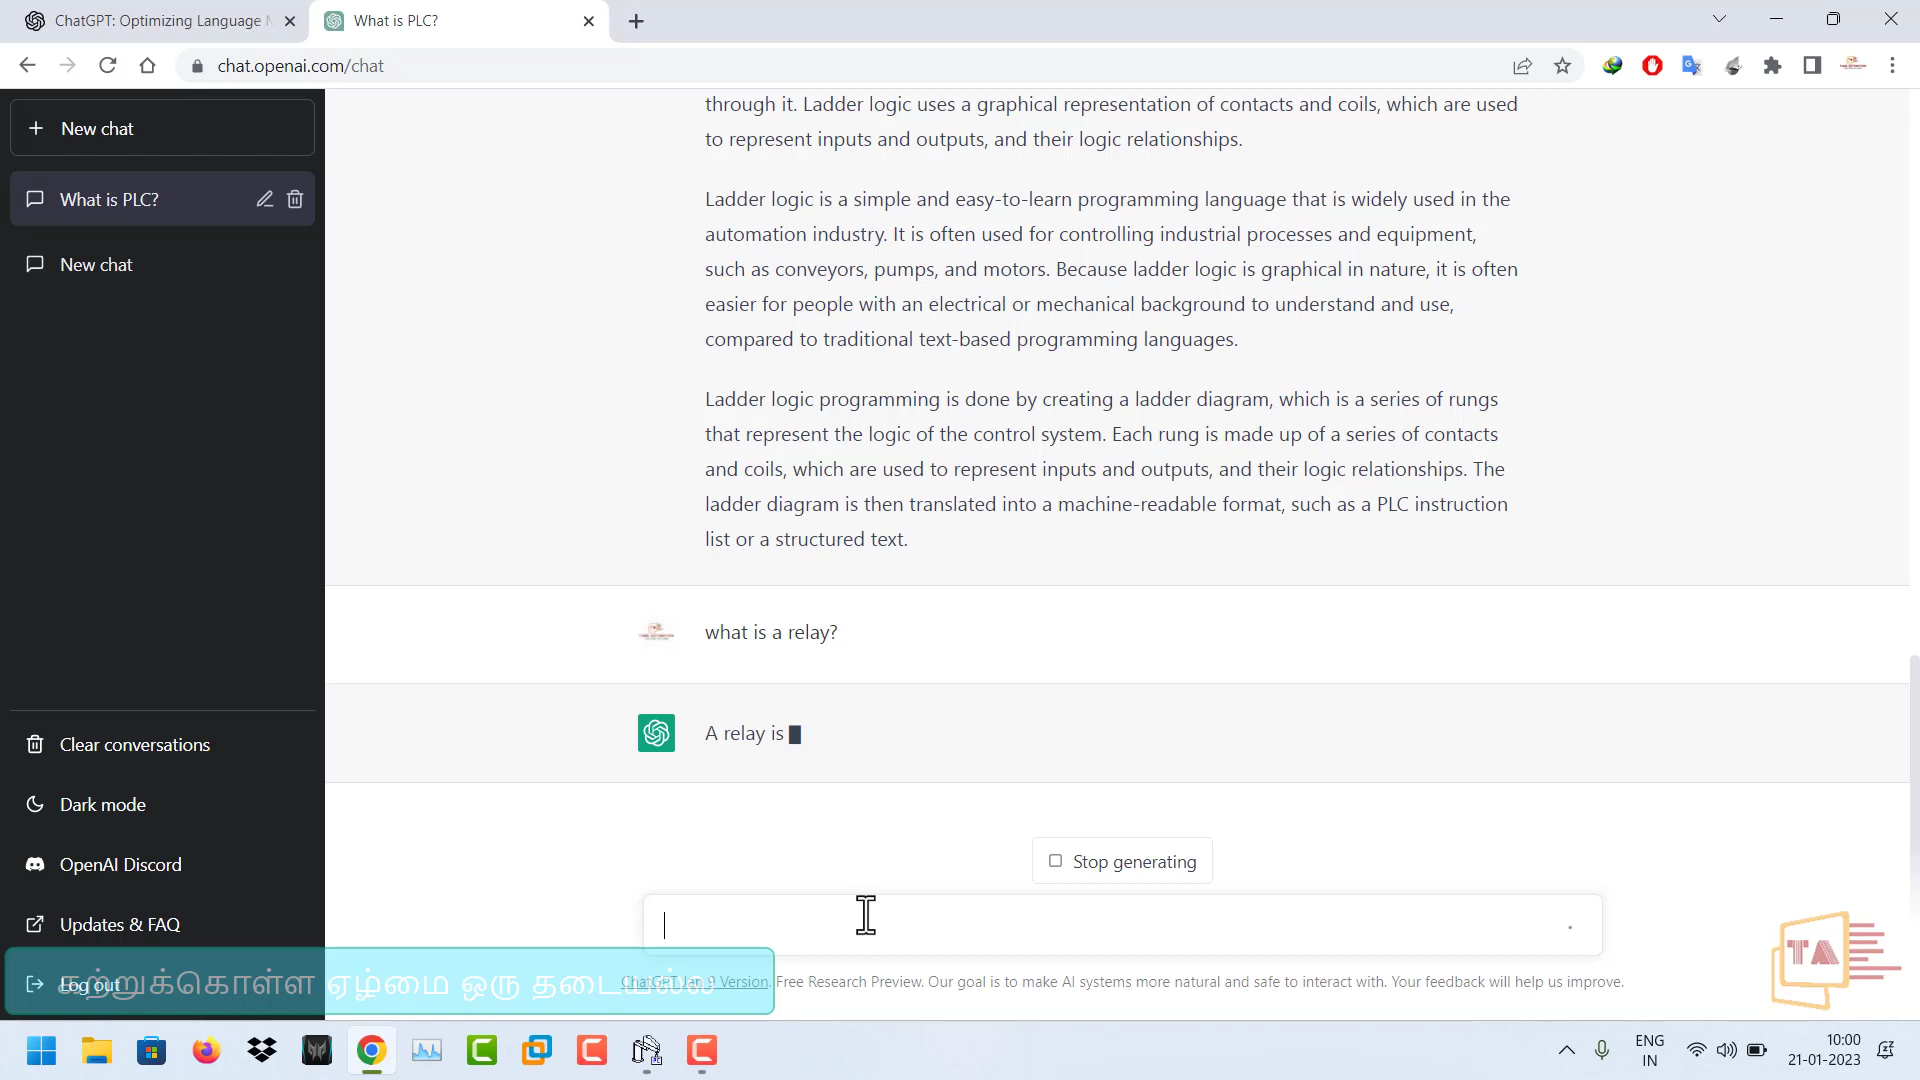 ChatGPT: Optimizing Language M
What is PLC?
chat.openai.com/chat
New chat
What is PLC?
New chat
through it. Ladder logic uses a graphical representation of contacts and coils, which are used
to represent inputs and outputs, and their logic relationships.
Ladder logic is a simple and easy-to-learn programming language that is widely used in the
automation industry. It is often used for controlling industrial processes and equipment,
such as conveyors, pumps, and motors. Because ladder logic is graphical in nature, it is often
easier for people with an electrical or mechanical background to understand and use,
compared to traditional text-based programming languages.
Ladder logic programming is done by creating a ladder diagram, which is a series of rungs
that represent the logic of the control system. Each rung is made up of a series of contacts
and coils, which are used to represent inputs and outputs, and their logic relationships. The
ladder diagram is then translated into a machine-readable format, such as a PLC instruction
list or a structured text.
what is a relay?
A relay is
Stop generating
Clear conversations
Dark mode
OpenAI Discord
Updates & FAQ
Log out
கற்றுக்கொள்ள ஏழ்மை ஒரு தடையல்ல
ChatGPT Jan 9 Version. Free Research Preview. Our goal is to make AI systems more natural and safe to interact with. Your feedback will help us improve.
TA
ENG
IN
10:00
21-01-2023